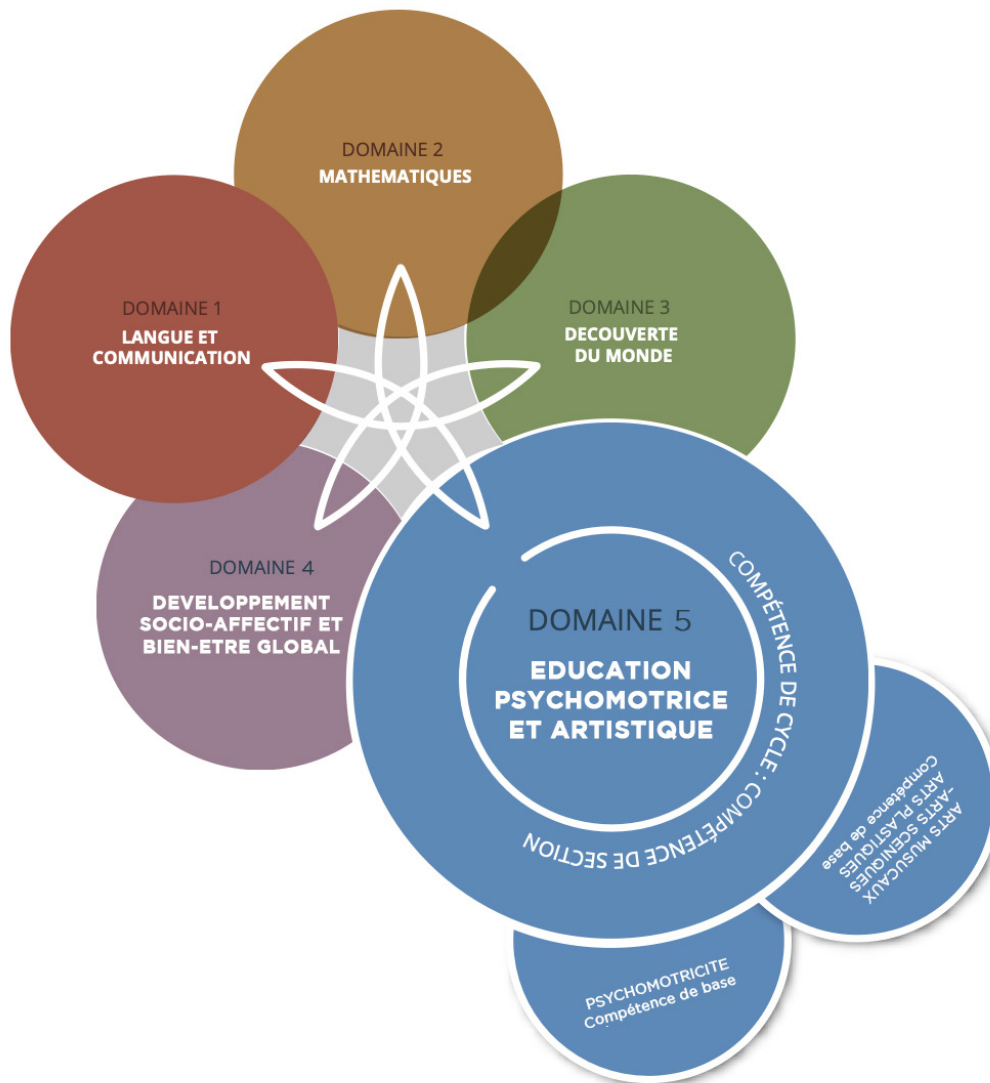 DOMAINE 2
MATHEMATIQUES
DOMAINE 1
LANGUE ET
COMMUNICATION
DOMAINE 3
DECOUVERTE
DU MONDE
DOMAINE 4
DEVELOPPEMENT
SOCIO-AFFECTIF ET
BIEN-ETRE GLOBAL
DOMAINE 5
EDUCATION
PSYCHOMOTRICE
ET ARTISTIQUE
COMPÉTENCE DE CYCLE : COMPÉTENCE DE SECTION
ARTS MUSUCAUX
-ARTS SCENIQUES
ARTS PLASTIQUES
Compétence de base
PSYCHOMOTRICITE
Compétence de base